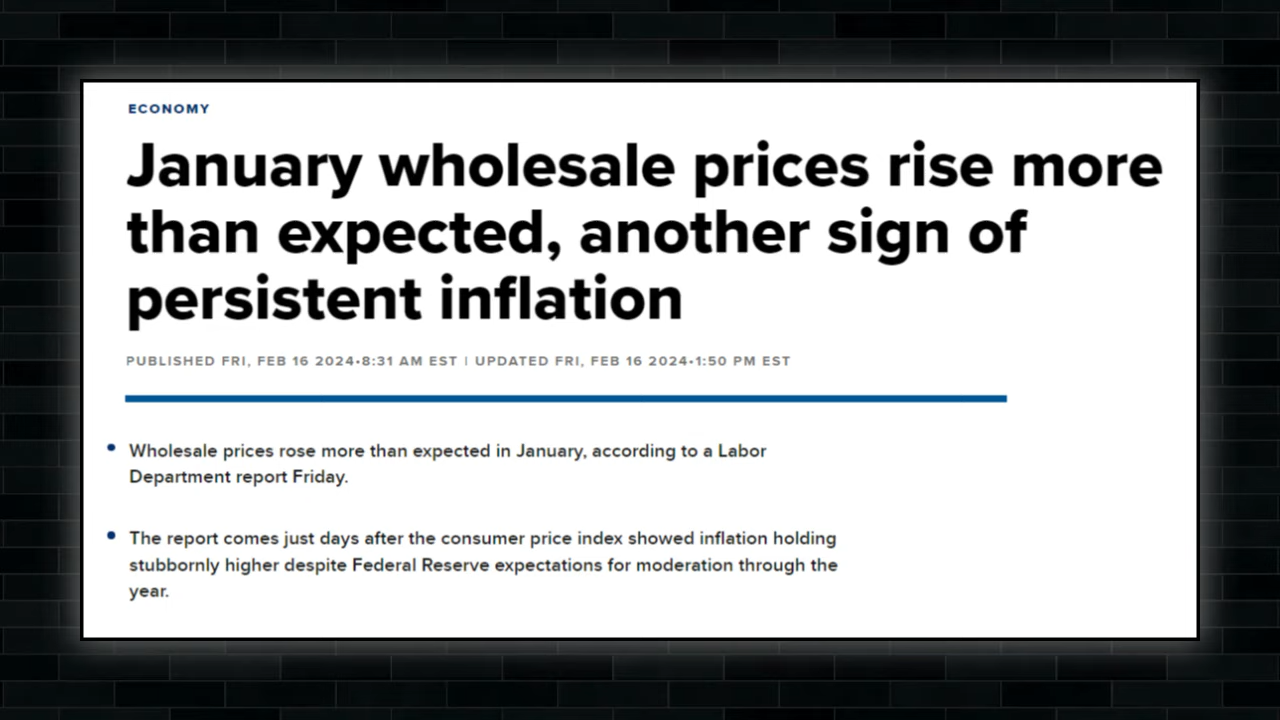 ECONOMY
January wholesale prices rise more
than expected, another sign of
persistent inflation
PUBLISHED FRI, FEB 16 2024•8:31 AM EST | UPDATED FRI, FEB 16 2024•1:50 PM EST
• Wholesale prices rose more than expected in January, according to a Labor
Department report Friday.
• The report comes just days after the consumer price index showed inflation holding
stubbornly higher despite Federal Reserve expectations for moderation through the
year.